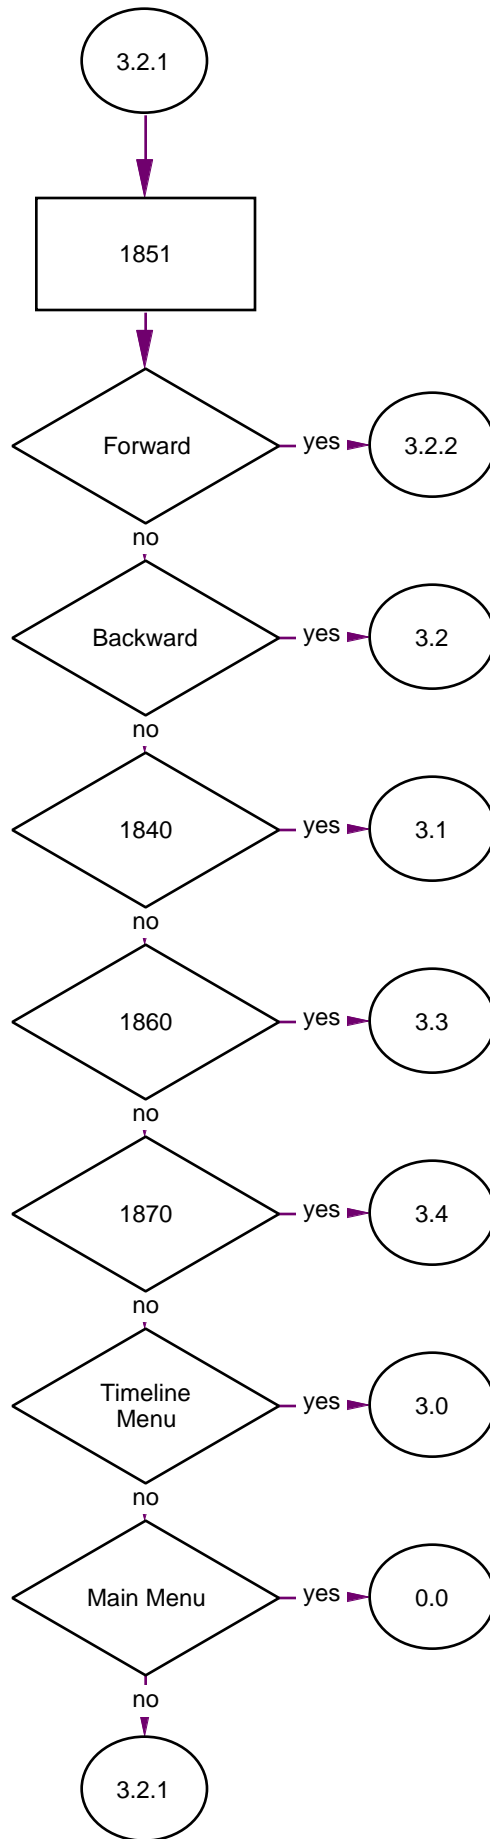 3.2.1
1851
Forward
yes
3.2.2
no
Backward
yes
3.2
no
1840
yes
3.1
no
1860
yes
3.3
no
1870
yes
3.4
no
Timeline
Menu
yes
3.0
no
Main Menu
yes
0.0
no
3.2.1